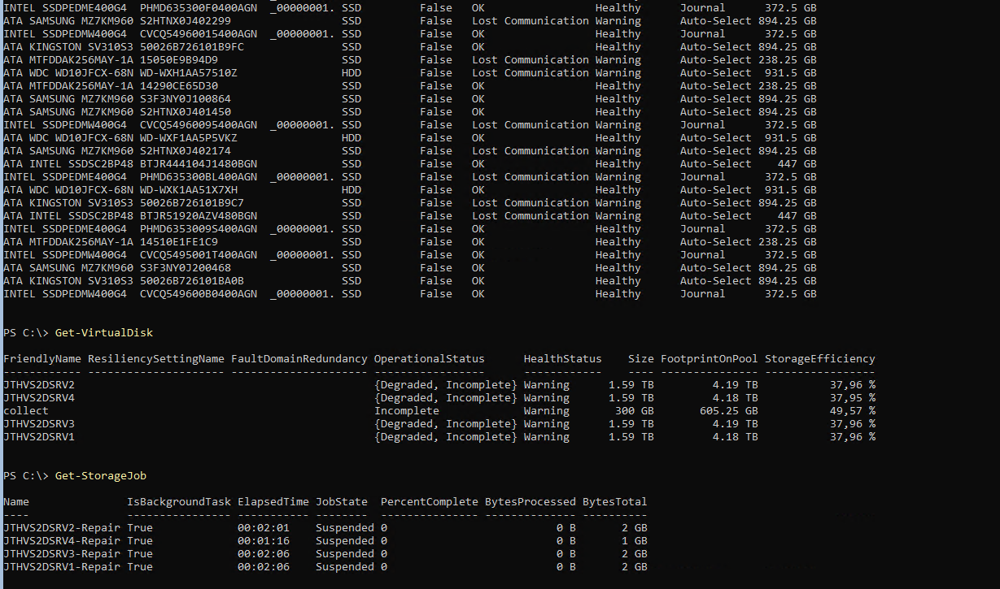 INTEL SSDPEDME400G4  PHMD635300F0400AGN  _00000001. SSD         False   OK                 Healthy      Journal      372.5 GB
ATA SAMSUNG MZ7KM960 S2HTNX0J402299                 SSD         False   Lost Communication Warning      Auto-Select 894.25 GB
INTEL SSDPEDMW400G4  CVCQ54960015400AGN  _00000001. SSD         False   OK                 Healthy      Journal      372.5 GB
ATA KINGSTON SV310S3 50026B726101B9FC               SSD         False   OK                 Healthy      Auto-Select 894.25 GB
ATA MTFDDAK256MAY-1A 15050E9B94D9                   SSD         False   Lost Communication Warning      Auto-Select 238.25 GB
ATA WDC WD10JFCX-68N WD-WXH1AA57510Z                HDD         False   Lost Communication Warning      Auto-Select  931.5 GB
ATA MTFDDAK256MAY-1A 14290CE65D30                   SSD         False   OK                 Healthy      Auto-Select 238.25 GB
ATA SAMSUNG MZ7KM960 S3F3NY0J100864                 SSD         False   OK                 Healthy      Auto-Select 894.25 GB
ATA SAMSUNG MZ7KM960 S2HTNX0J401450                 SSD         False   OK                 Healthy      Auto-Select 894.25 GB
INTEL SSDPEDMW400G4  CVCQ54960095400AGN  _00000001. SSD         False   Lost Communication Warning      Journal      372.5 GB
ATA WDC WD10JFCX-68N WD-WXF1AA5P5VKZ                HDD         False   OK                 Healthy      Auto-Select  931.5 GB
ATA SAMSUNG MZ7KM960 S2HTNX0J402174                 SSD         False   Lost Communication Warning      Auto-Select 894.25 GB
ATA INTEL SSDSC2BP48 BTJR444104J1480BGN             SSD         False   OK                 Healthy      Auto-Select    447 GB
INTEL SSDPEDME400G4  PHMD635300BL400AGN  _00000001. SSD         False   Lost Communication Warning      Journal      372.5 GB
ATA WDC WD10JFCX-68N WD-WXK1AA51X7XH                HDD         False   OK                 Healthy      Auto-Select  931.5 GB
ATA KINGSTON SV310S3 50026B726101B9C7               SSD         False   Lost Communication Warning      Auto-Select 894.25 GB
ATA INTEL SSDSC2BP48 BTJR51920AZV480BGN             SSD         False   Lost Communication Warning      Auto-Select    447 GB
INTEL SSDPEDME400G4  PHMD6353009S400AGN  _00000001. SSD         False   OK                 Healthy      Journal      372.5 GB
ATA MTFDDAK256MAY-1A 14510E1FE1C9                   SSD         False   OK                 Healthy      Auto-Select 238.25 GB
INTEL SSDPEDMW400G4  CVCQ5495001T400AGN  _00000001. SSD         False   OK                 Healthy      Journal      372.5 GB
ATA SAMSUNG MZ7KM960 S3F3NY0J200468                 SSD         False   OK                 Healthy      Auto-Select 894.25 GB
ATA KINGSTON SV310S3 50026B726101BA0B               SSD         False   OK                 Healthy      Auto-Select 894.25 GB
INTEL SSDPEDMW400G4  CVCQ549600B0400AGN  _00000001. SSD         False   OK                 Healthy      Journal      372.5 GB
PS C:\> Get-VirtualDisk
FriendlyName ResiliencySettingName FaultDomainRedundancy OperationalStatus      HealthStatus    Size FootprintOnPool StorageEfficiency
------------ --------------------- --------------------- -----------------      ------------    ---- --------------- -----------------
JTHVS2DSRV2                                              {Degraded, Incomplete} Warning      1.59 TB         4.19 TB           37,96 %
JTHVS2DSRV4                                              {Degraded, Incomplete} Warning      1.59 TB         4.18 TB           37,95 %
collect                                                  Incomplete             Warning       300 GB       605.25 GB           49,57 %
JTHVS2DSRV3                                              {Degraded, Incomplete} Warning      1.59 TB         4.19 TB           37,96 %
JTHVS2DSRV1                                              {Degraded, Incomplete} Warning      1.59 TB         4.18 TB           37,96 %
PS C:\> Get-StorageJob
Name               IsBackgroundTask ElapsedTime JobState  PercentComplete BytesProcessed BytesTotal
----               ---------------- ----------- --------  --------------- -------------- ----------
JTHVS2DSRV2-Repair True             00:02:01    Suspended 0                          0 B       2 GB
JTHVS2DSRV4-Repair True             00:01:16    Suspended 0                          0 B       1 GB
JTHVS2DSRV3-Repair True             00:02:06    Suspended 0                          0 B       2 GB
JTHVS2DSRV1-Repair True             00:02:06    Suspended 0                          0 B       2 GB